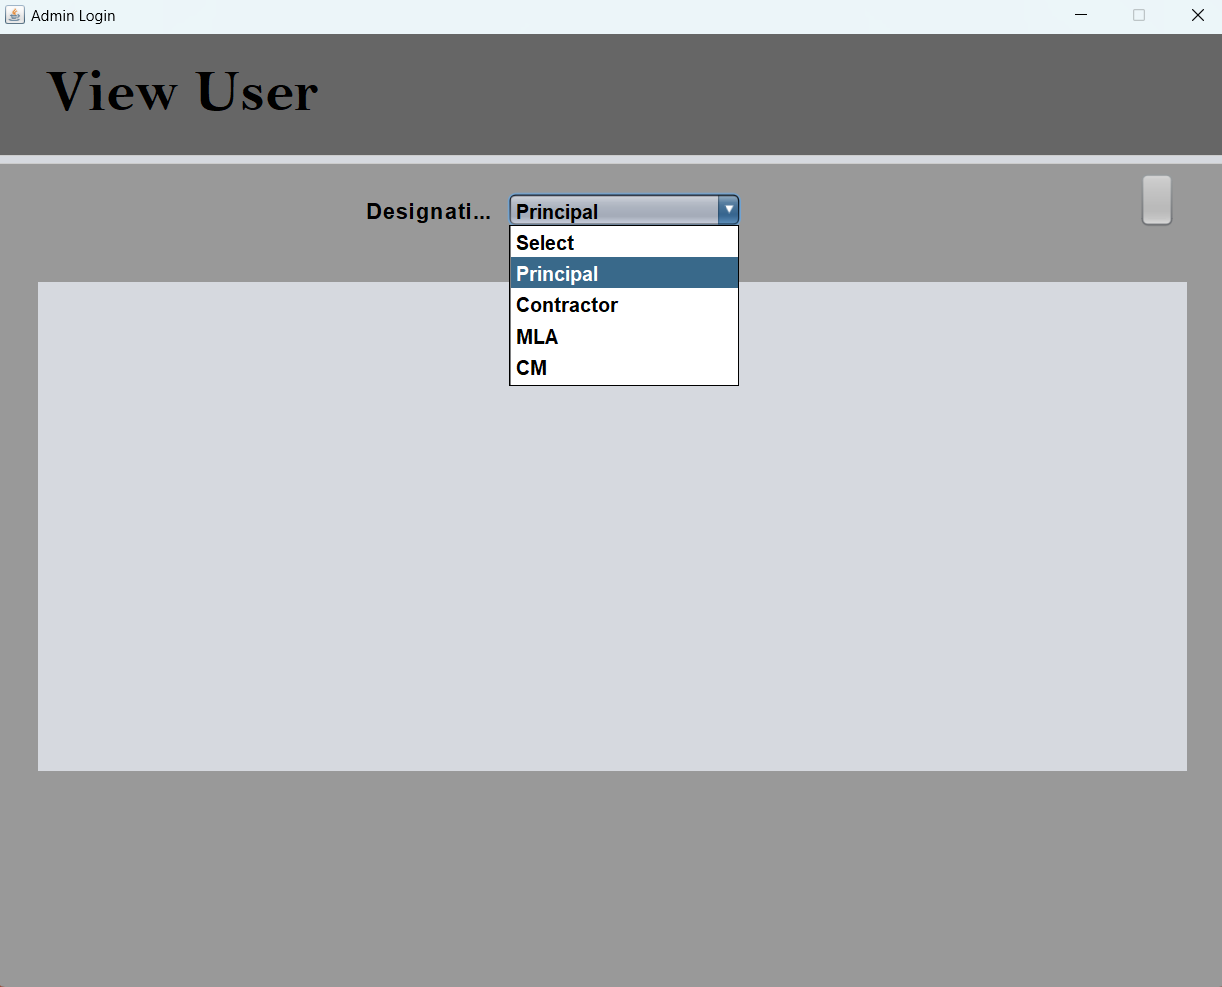 Admin Login
View User
Designati... Principal
Select
Principal
Contractor
MLA
CM